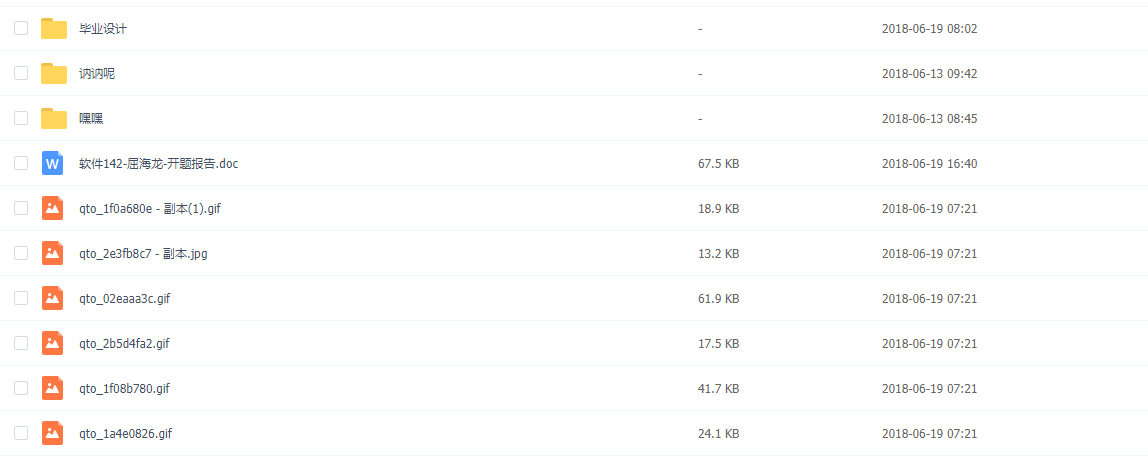 毕业设计 - 2018-06-19 08:02
讷讷呢 - 2018-06-13 09:42
嘿嘿 - 2018-06-13 08:45
W 软件142-屈海龙-开题报告.doc 67.5 KB 2018-06-19 16:40
qto_1f0a680e - 副本(1).gif 18.9 KB 2018-06-19 07:21
qto_2e3fb8c7 - 副本.jpg 13.2 KB 2018-06-19 07:21
qto_02eaaa3c.gif 61.9 KB 2018-06-19 07:21
qto_2b5d4fa2.gif 17.5 KB 2018-06-19 07:21
qto_1f08b780.gif 41.7 KB 2018-06-19 07:21
qto_1a4e0826.gif 24.1 KB 2018-06-19 07:21